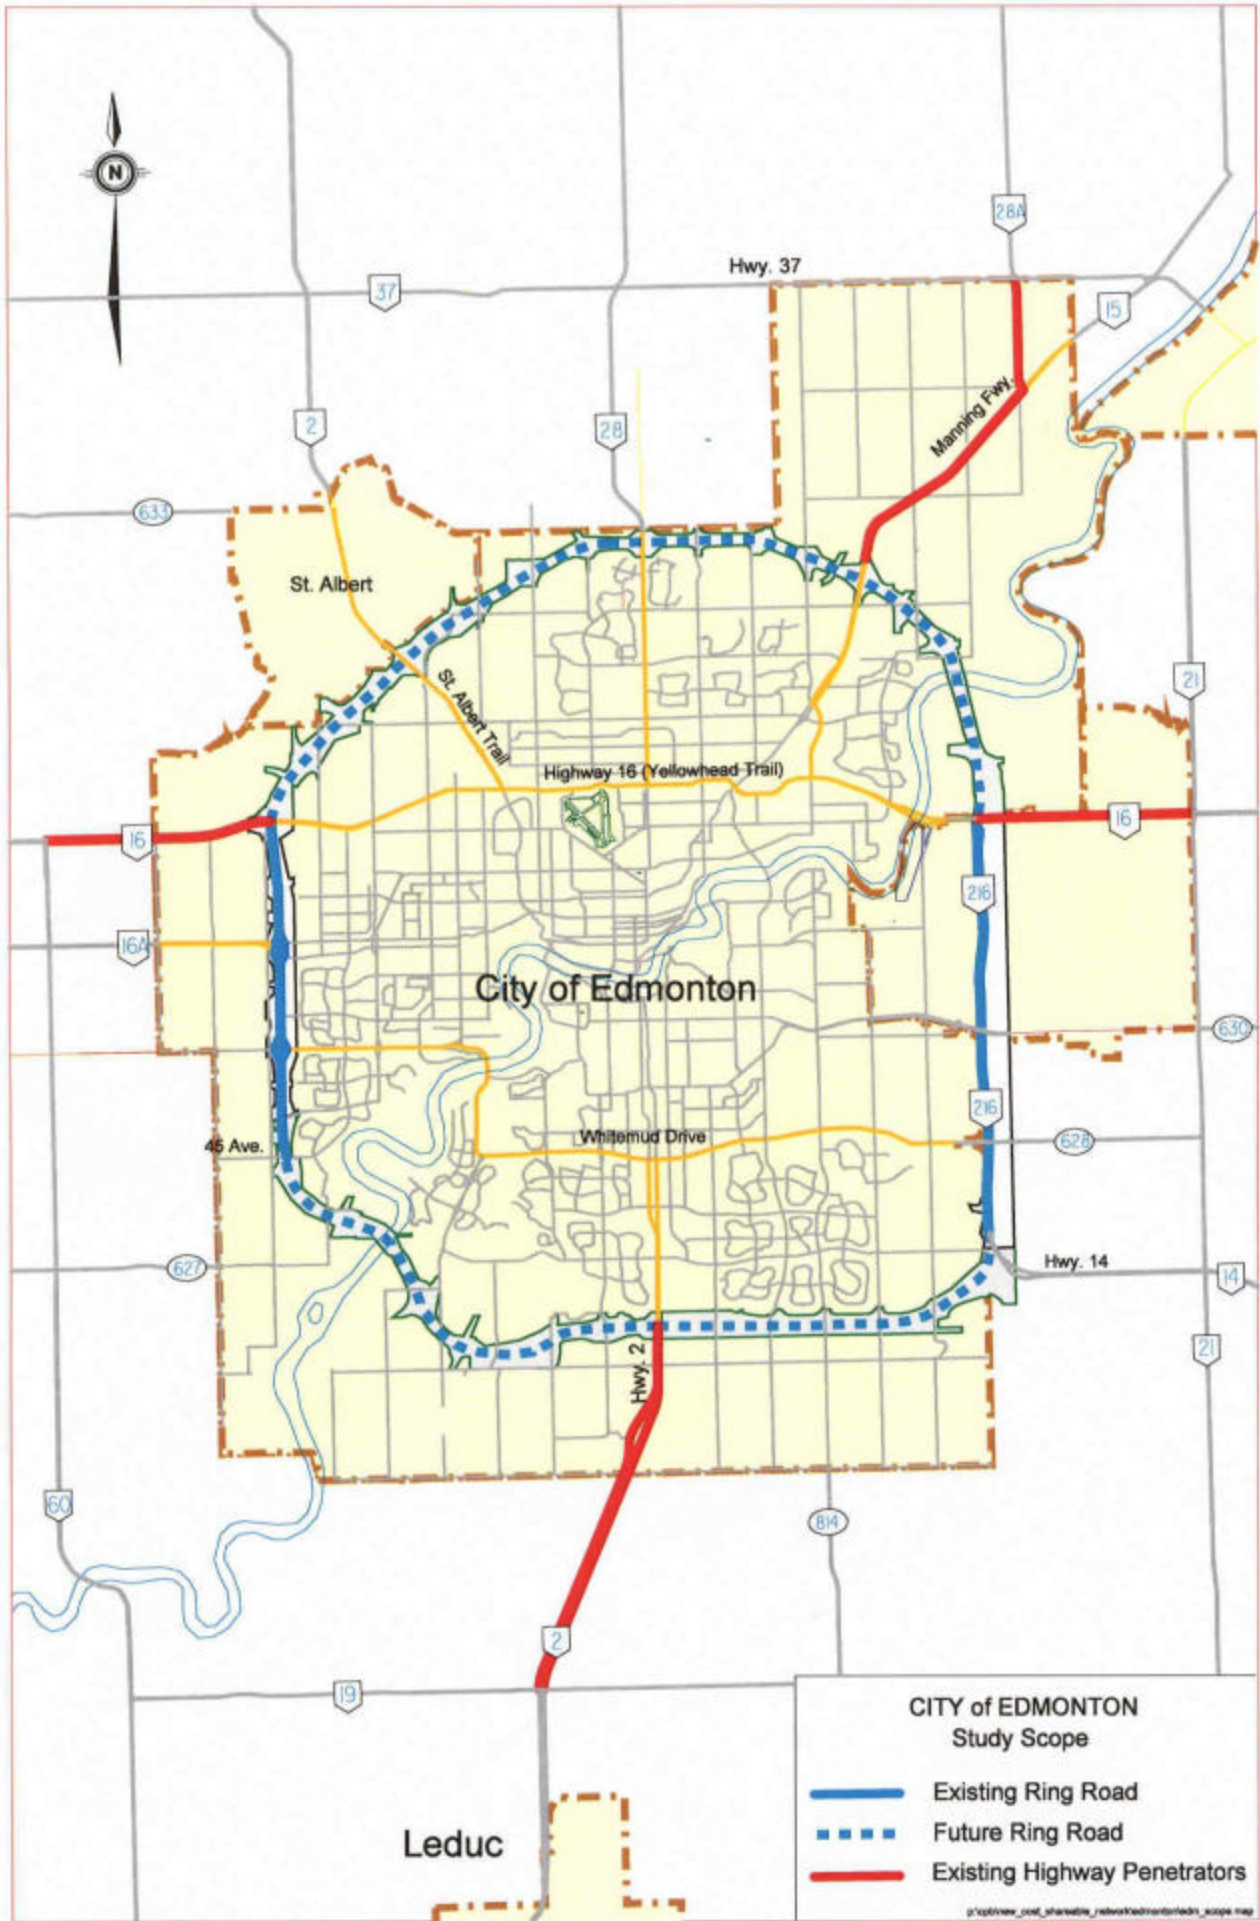 N
28A
Hwy. 37
37
15
Manning Fwy.
2
28
633
St. Albert
21
St. Albert Trail
Highway 16 (Yellowhead Trail)
16
16
216
16A
City of Edmonton
630
216
45 Ave.
Whitemud Drive
628
627
Hwy. 14
14
Hwy. 2
21
60
814
2
19
CITY of EDMONTON
Study Scope
Existing Ring Road
Future Ring Road
Existing Highway Penetrators
Leduc